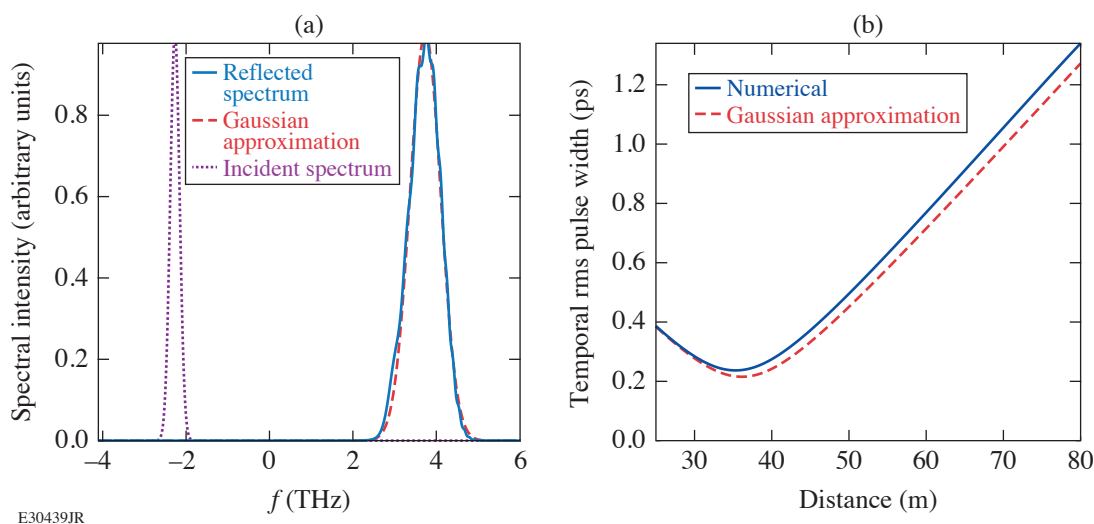 (a)
Spectral intensity (arbitrary units)
0.8
0.6
0.4
0.2
0.0
Reflected
spectrum
Gaussian
approximation
Incident spectrum
−4
−2
0
2
4
6
f (THz)
(b)
Temporal rms pulse width (ps)
1.2
1.0
0.8
0.6
0.4
0.2
0.0
Numerical
Gaussian approximation
30
40
50
60
70
80
Distance (m)
E30439JR